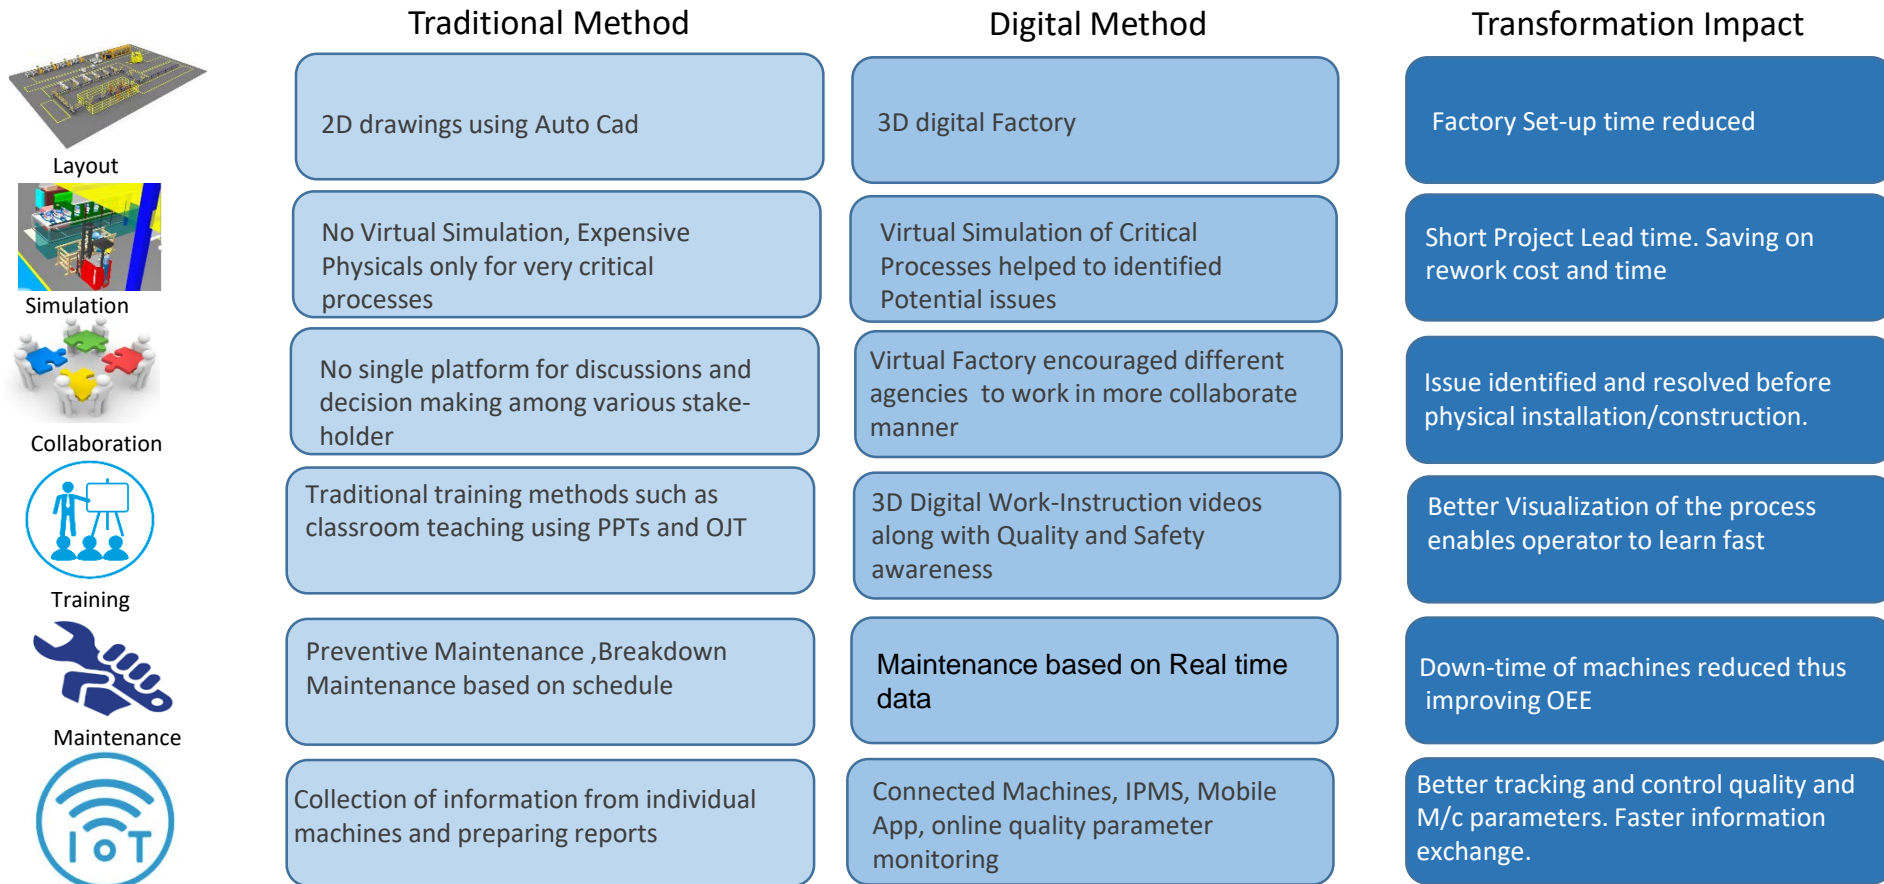 Traditional Method
Digital Method
Transformation Impact
Layout
2D drawings using Auto Cad
3D digital Factory
Factory Set-up time reduced
Simulation
No Virtual Simulation, Expensive
Physicals only for very critical
processes
Virtual Simulation of Critical
Processes helped to identified
Potential issues
Short Project Lead time. Saving on
rework cost and time
Collaboration
No single platform for discussions and
decision making among various stake-
holder
Virtual Factory encouraged different
agencies to work in more collaborate
manner
Issue identified and resolved before
physical installation/construction.
Training
Traditional training methods such as
classroom teaching using PPTs and OJT
3D Digital Work-Instruction videos
along with Quality and Safety
awareness
Better Visualization of the process
enables operator to learn fast
Maintenance
Preventive Maintenance ,Breakdown
Maintenance based on schedule
Maintenance based on Real time
data
Down-time of machines reduced thus
improving OEE
IoT
Collection of information from individual
machines and preparing reports
Connected Machines, IPMS, Mobile
App, online quality parameter
monitoring
Better tracking and control quality and
M/c parameters. Faster information
exchange.